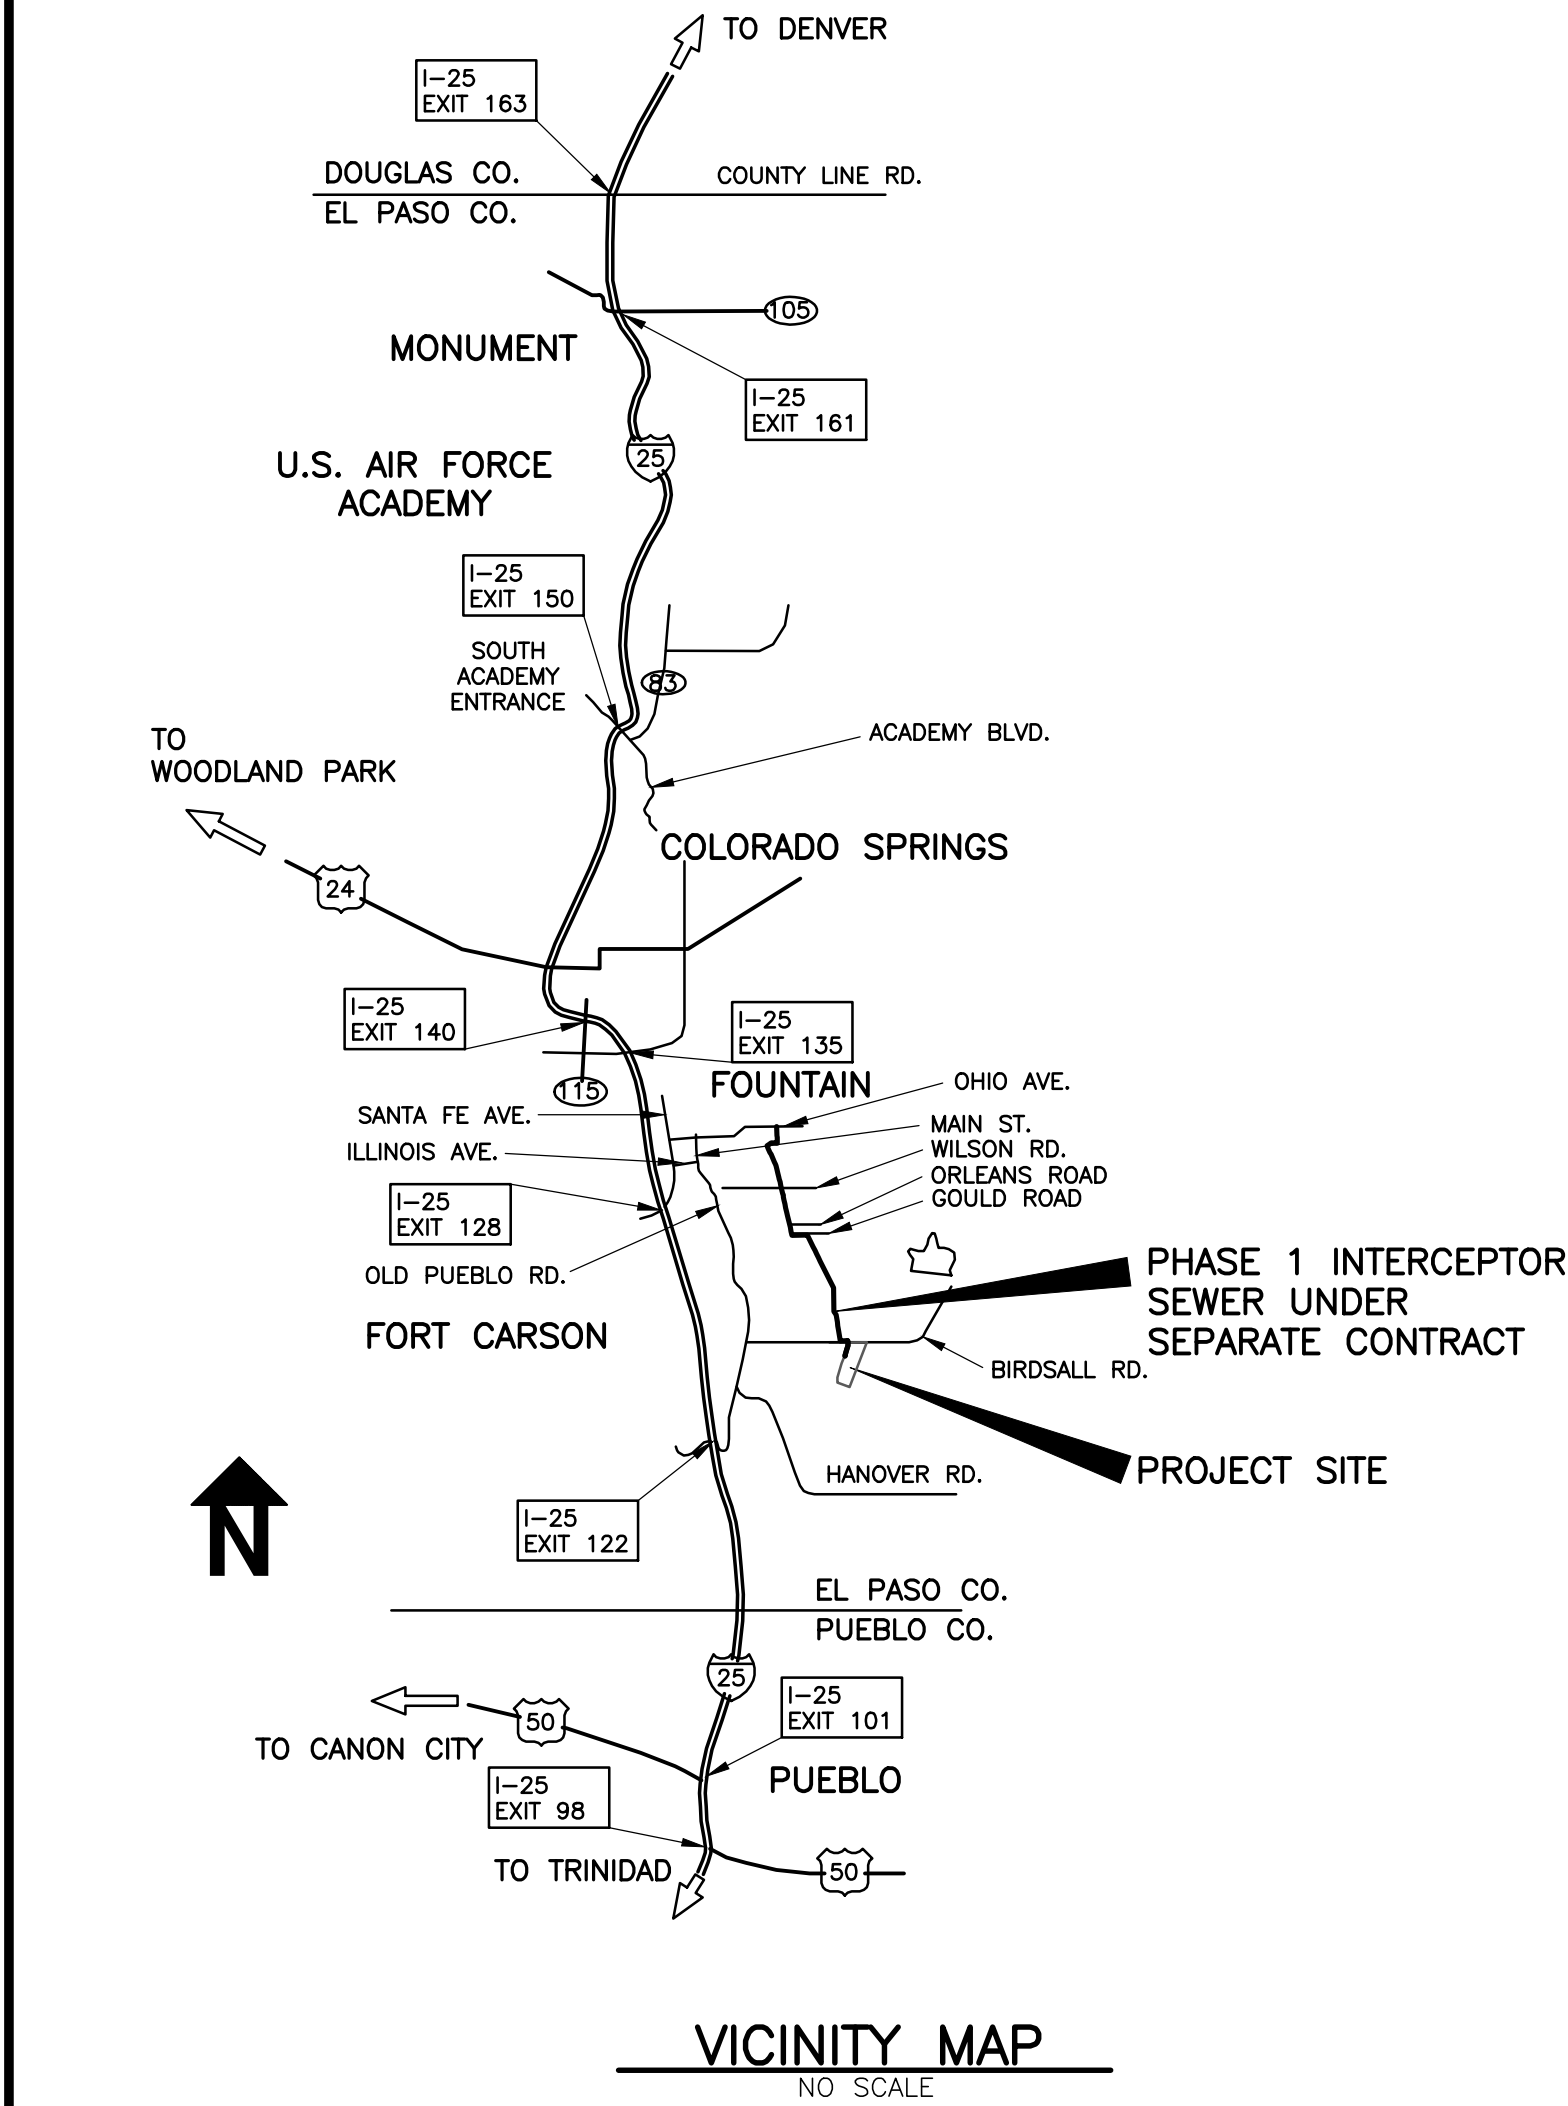 TO DENVER
I-25
EXIT 163
DOUGLAS CO.
COUNTY LINE RD.
EL PASO CO.
105
MONUMENT
I-25
EXIT 161
25
U.S. AIR FORCE
ACADEMY
I-25
EXIT 150
SOUTH
ACADEMY
ENTRANCE
83
ACADEMY BLVD.
TO
WOODLAND PARK
COLORADO SPRINGS
24
I-25
EXIT 140
I-25
EXIT 135
115
FOUNTAIN
OHIO AVE.
SANTA FE AVE.
MAIN ST.
ILLINOIS AVE.
WILSON RD.
ORLEANS ROAD
GOULD ROAD
I-25
EXIT 128
OLD PUEBLO RD.
PHASE 1 INTERCEPTOR
SEWER UNDER
SEPARATE CONTRACT
FORT CARSON
BIRDSALL RD.
PROJECT SITE
HANOVER RD.
N
I-25
EXIT 122
EL PASO CO.
PUEBLO CO.
25
I-25
EXIT 101
50
TO CANON CITY
PUEBLO
I-25
EXIT 98
TO TRINIDAD
50
VICINITY MAP
NO SCALE